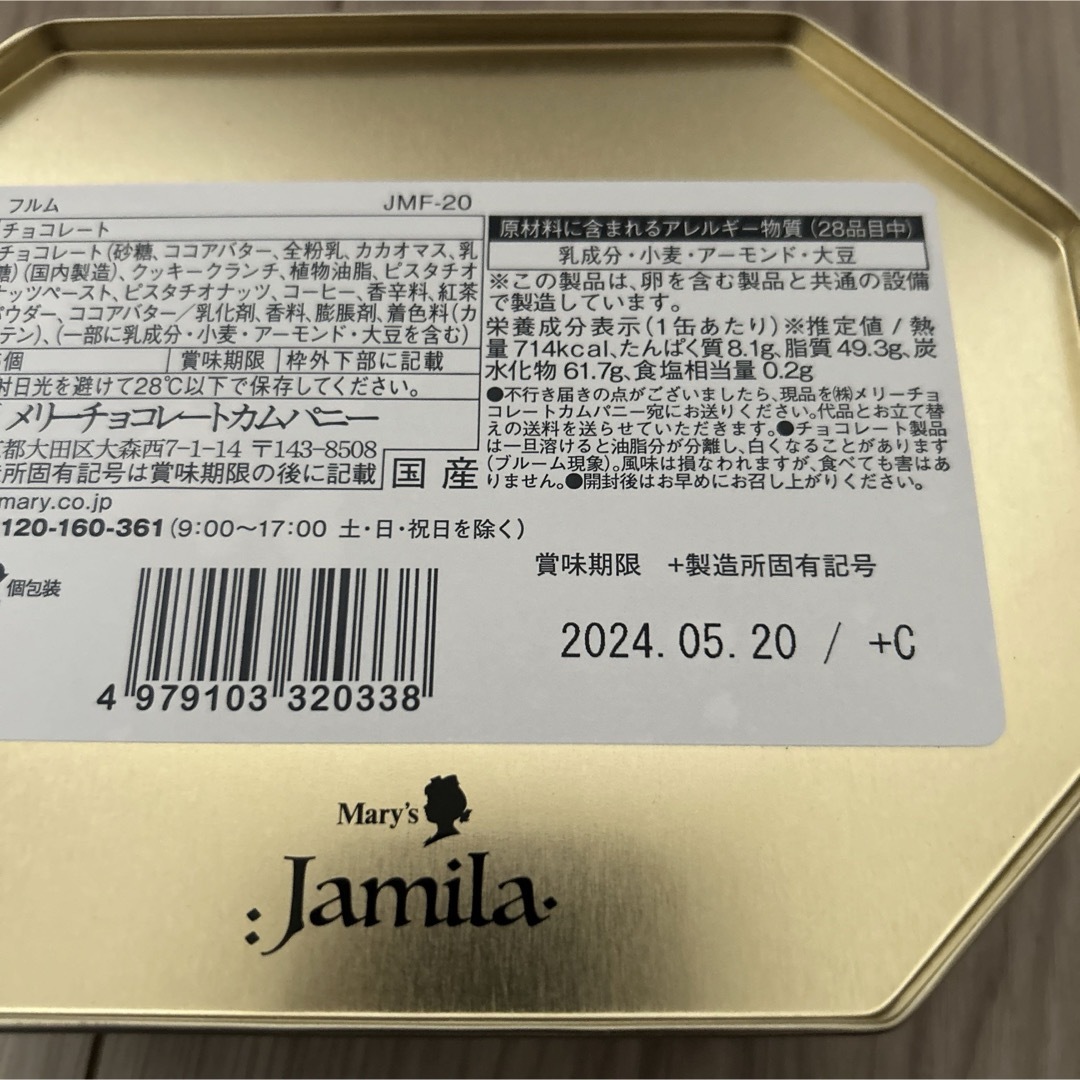 フルム JMF-20
チョコレート
チョコレート(砂糖、ココアバター、全粉乳、カカオマス、乳
糖)(国内製造)、クッキークランチ、植物油脂、ピスタチオ
ナッツペースト、ピスタチオナッツ、コーヒー、香辛料、紅茶
パウダー、ココアバター/乳化剤、香料、膨脹剤、着色料(カ
テン)、(一部に乳成分・小麦・アーモンド・大豆を含む)
個 賞味期限 枠外下部に記載
射日光を避けて28℃以下で保存してください。
メリーチョコレートカムパニー
都大田区大森西7-1-14 〒143-8508
所固有記号は賞味期限の後に記載
国産
mary.co.jp
120-160-361(9:00〜17:00 土・日・祝日を除く)
個包装
4 979103 320338
原材料に含まれるアレルギー物質(28品目中)
乳成分・小麦・アーモンド・大豆
※この製品は、卵を含む製品と共通の設備
で製造しています。
栄養成分表示(1缶あたり)※推定値/熱
量714kcal、たんぱく質8.1g、脂質49.3g、炭
水化物61.7g、食塩相当量0.2g
●不行き届きの点がございましたら、現品を㈱メリーチョ
コレートカムパニー宛にお送りください。代品とお立て替
えの送料を送らせていただきます。●チョコレート製品
は一旦溶けると油脂分が分離し、白くなることがあります
(ブルーム現象)。風味は損なわれますが、食べても害はあ
りません。●開封後はお早めにお召し上がりください。
賞味期限 +製造所固有記号
2024.05.20 / +C
Mary's
Jamila